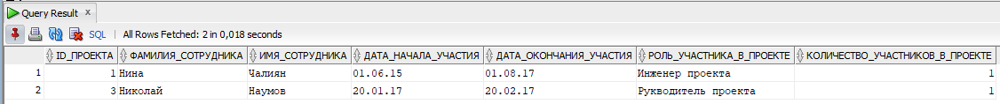 Query Result x
SQL | All Rows Fetched: 2 in 0,018 seconds
ID_ПРОЕКТА ФАМИЛИЯ_СОТРУДНИКА ИМЯ_СОТРУДНИКА ДАТА_НАЧАЛА_УЧАСТИЯ ДАТА_ОКОНЧАНИЯ_УЧАСТИЯ РОЛЬ_УЧАСТНИКА_В_ПРОЕКТЕ КОЛИЧЕСТВО_УЧАСТНИКОВ_В_ПРОЕКТЕ
1 1 Нина Чалиян 01.06.15 01.08.17 Инженер проекта 1
2 3 Николай Наумов 20.01.17 20.02.17 Рукводитель проекта 1